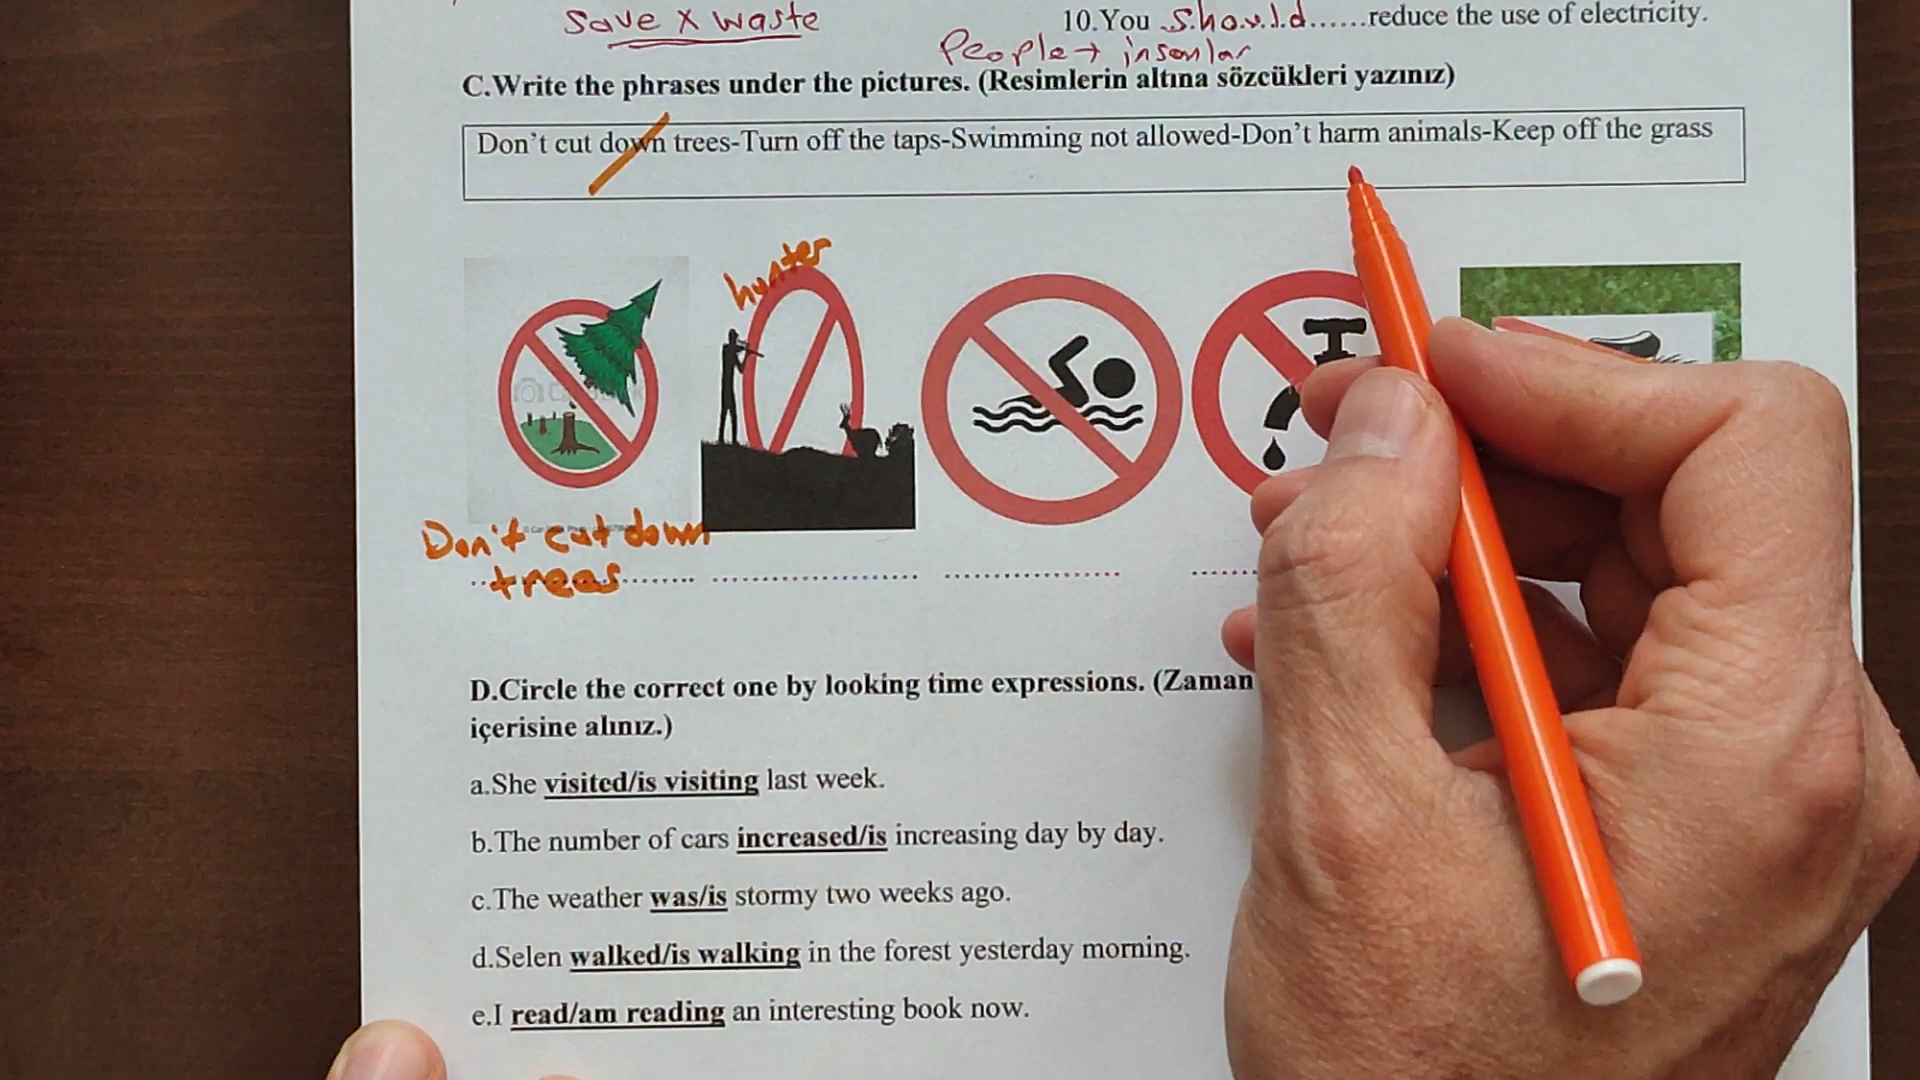 save x waste
10.You .s.h.o.u.l.d......reduce the use of electricity.
People → insanlar
C.Write the phrases under the pictures. (Resimlerin altına sözcükleri yazınız)
Don't cut down trees-Turn off the taps-Swimming not allowed-Don't harm animals-Keep off the grass
hunter
Don't cut down
trees
D.Circle the correct one by looking time expressions. (Zaman
içerisine alınız.)
a.She visited/is visiting last week.
b.The number of cars increased/is increasing day by day.
c.The weather was/is stormy two weeks ago.
d.Selen walked/is walking in the forest yesterday morning.
e.I read/am reading an interesting book now.